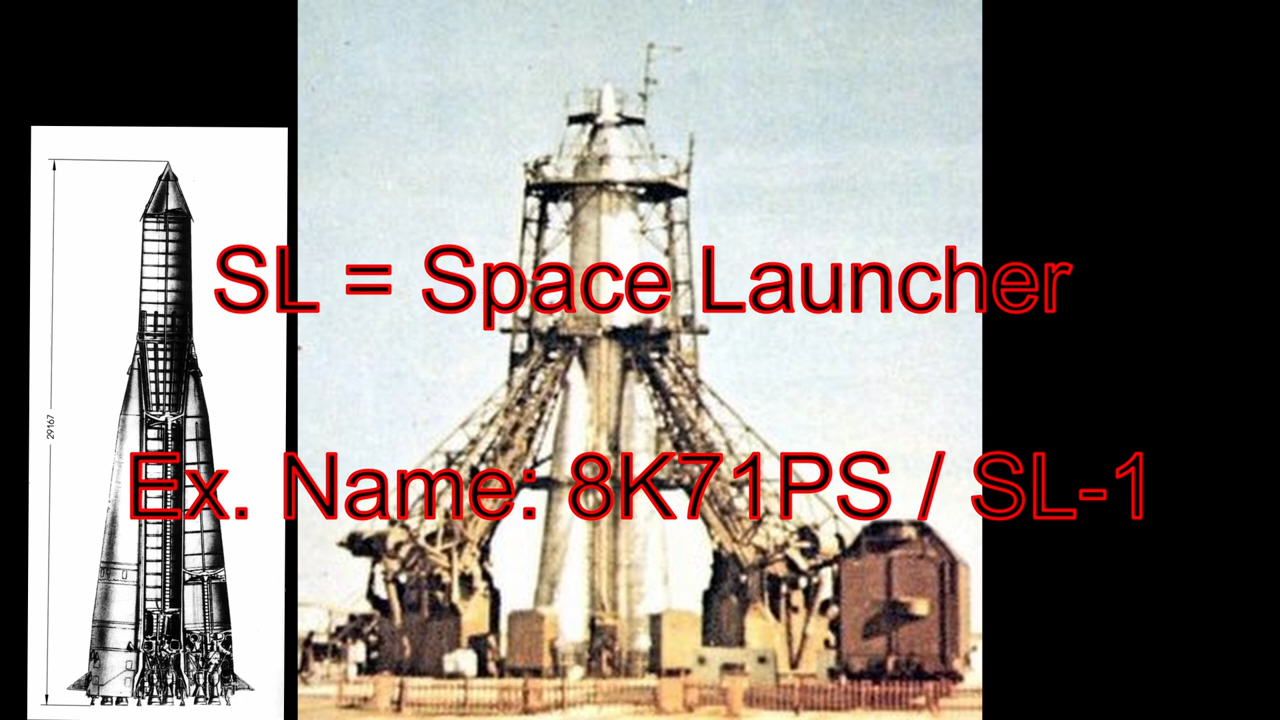 SL = Space Launcher
Ex. Name: 8K71PS / SL-1
29167